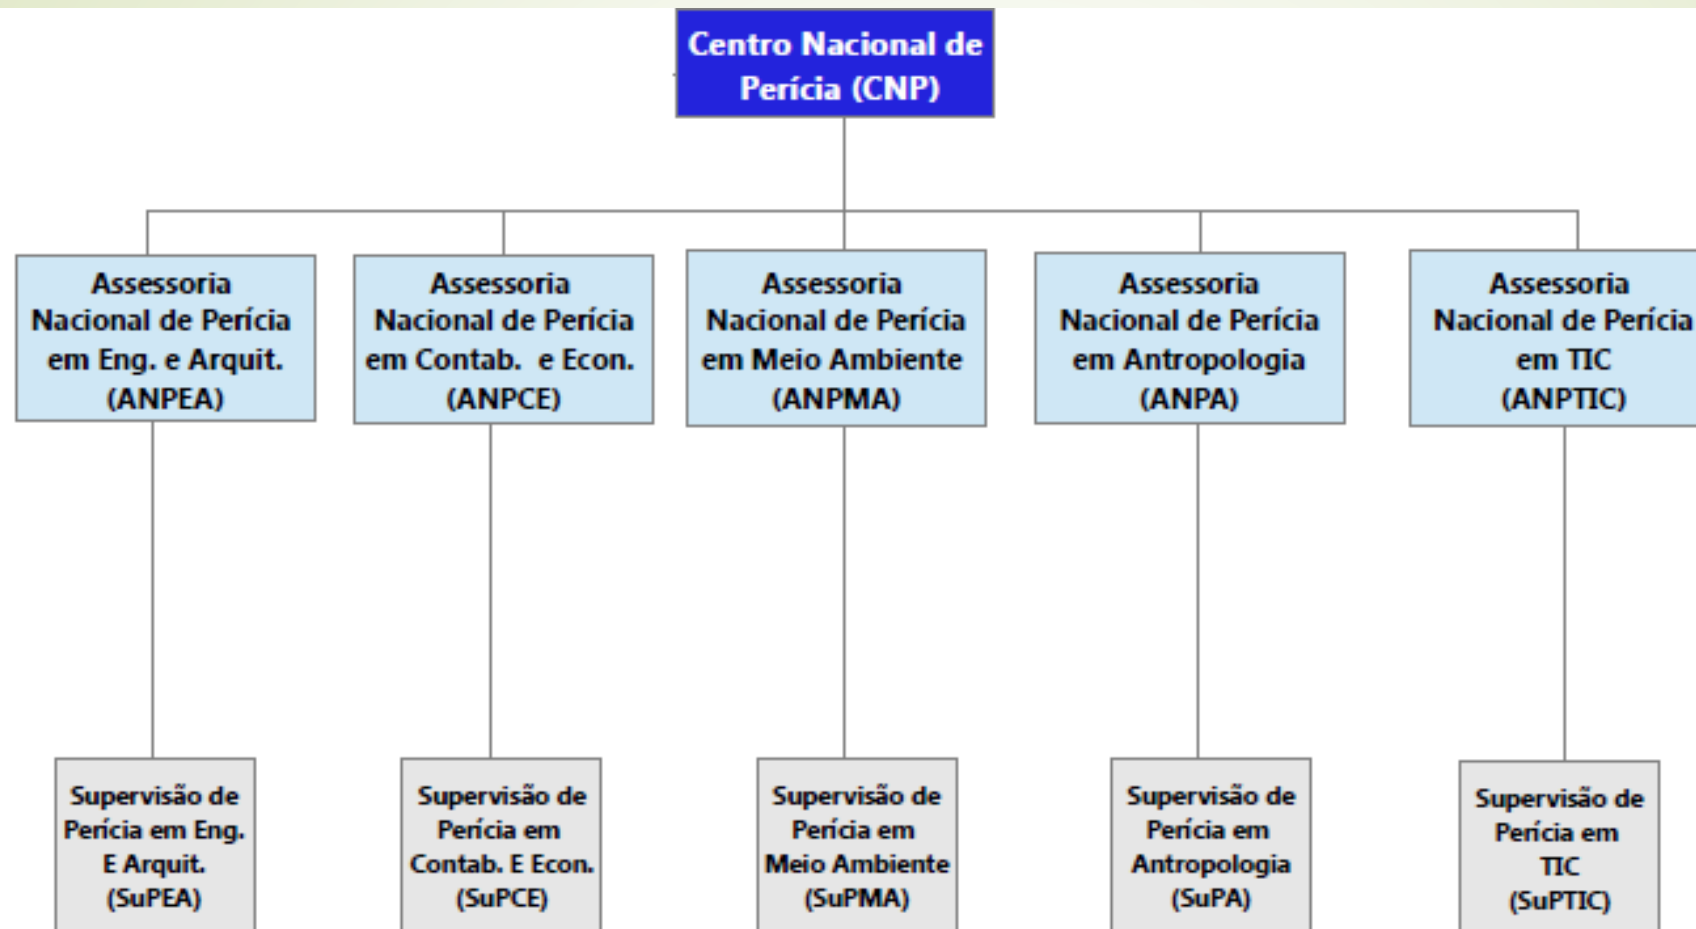 Centro Nacional de
Perícia (CNP)
Assessoria
Nacional de Perícia
em Eng. e Arquit.
(ANPEA)
Assessoria
Nacional de Perícia
em Contab. e Econ.
(ANPCE)
Assessoria
Nacional de Perícia
em Meio Ambiente
(ANPMA)
Assessoria
Nacional de Perícia
em Antropologia
(ANPA)
Assessoria
Nacional de Perícia
em TIC
(ANPTIC)
Supervisão de
Perícia em Eng.
E Arquit.
(SuPEA)
Supervisão de
Perícia em
Contab. E Econ.
(SuPCE)
Supervisão de
Perícia em
Meio Ambiente
(SuPMA)
Supervisão de
Perícia em
Antropologia
(SuPA)
Supervisão de
Perícia em
TIC
(SuPTIC)